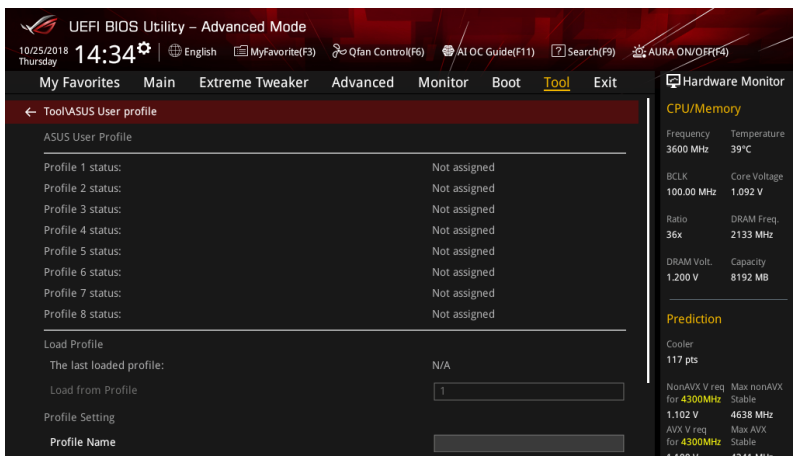 UEFI BIOS Utility – Advanced Mode
10/25/2018 Thursday 14:34 English MyFavorite(F3) Qfan Control(F6) AI OC Guide(F11) ? Search(F9) AURA ON/OFF(F4)
My Favorites Main Extreme Tweaker Advanced Monitor Boot Tool Exit
← Tool\ASUS User profile
ASUS User Profile
Profile 1 status: Not assigned
Profile 2 status: Not assigned
Profile 3 status: Not assigned
Profile 4 status: Not assigned
Profile 5 status: Not assigned
Profile 6 status: Not assigned
Profile 7 status: Not assigned
Profile 8 status: Not assigned
Load Profile
The last loaded profile: N/A
Load from Profile 1
Profile Setting
Profile Name
Hardware Monitor
CPU/Memory
Frequency Temperature
3600 MHz 39°C
BCLK Core Voltage
100.00 MHz 1.092 V
Ratio DRAM Freq.
36x 2133 MHz
DRAM Volt. Capacity
1.200 V 8192 MB
Prediction
Cooler
117 pts
NonAVX V req Max nonAVX
for 4300MHz Stable
1.102 V 4638 MHz
AVX V req Max AVX
for 4300MHz Stable